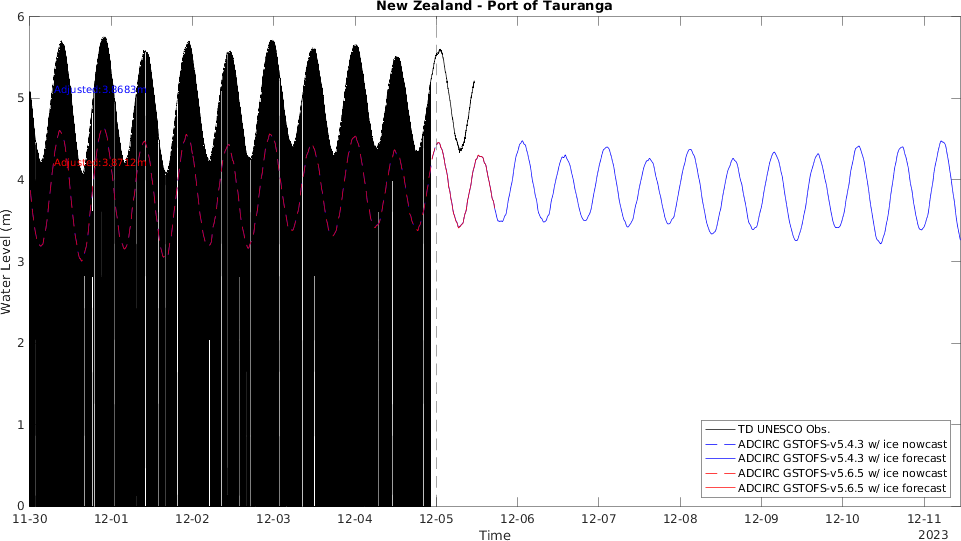 New Zealand - Port of Tauranga
Water Level (m)
6
5
4
3
2
1
0
Adjusted:3.8683m
Adjusted:3.8712m
TD UNESCO Obs.
ADCIRC GSTOFS-v5.4.3 w/ ice nowcast
ADCIRC GSTOFS-v5.4.3 w/ ice forecast
ADCIRC GSTOFS-v5.6.5 w/ ice nowcast
ADCIRC GSTOFS-v5.6.5 w/ ice forecast
11-30 12-01 12-02 12-03 12-04 12-05 12-06 12-07 12-08 12-09 12-10 12-11
Time
2023